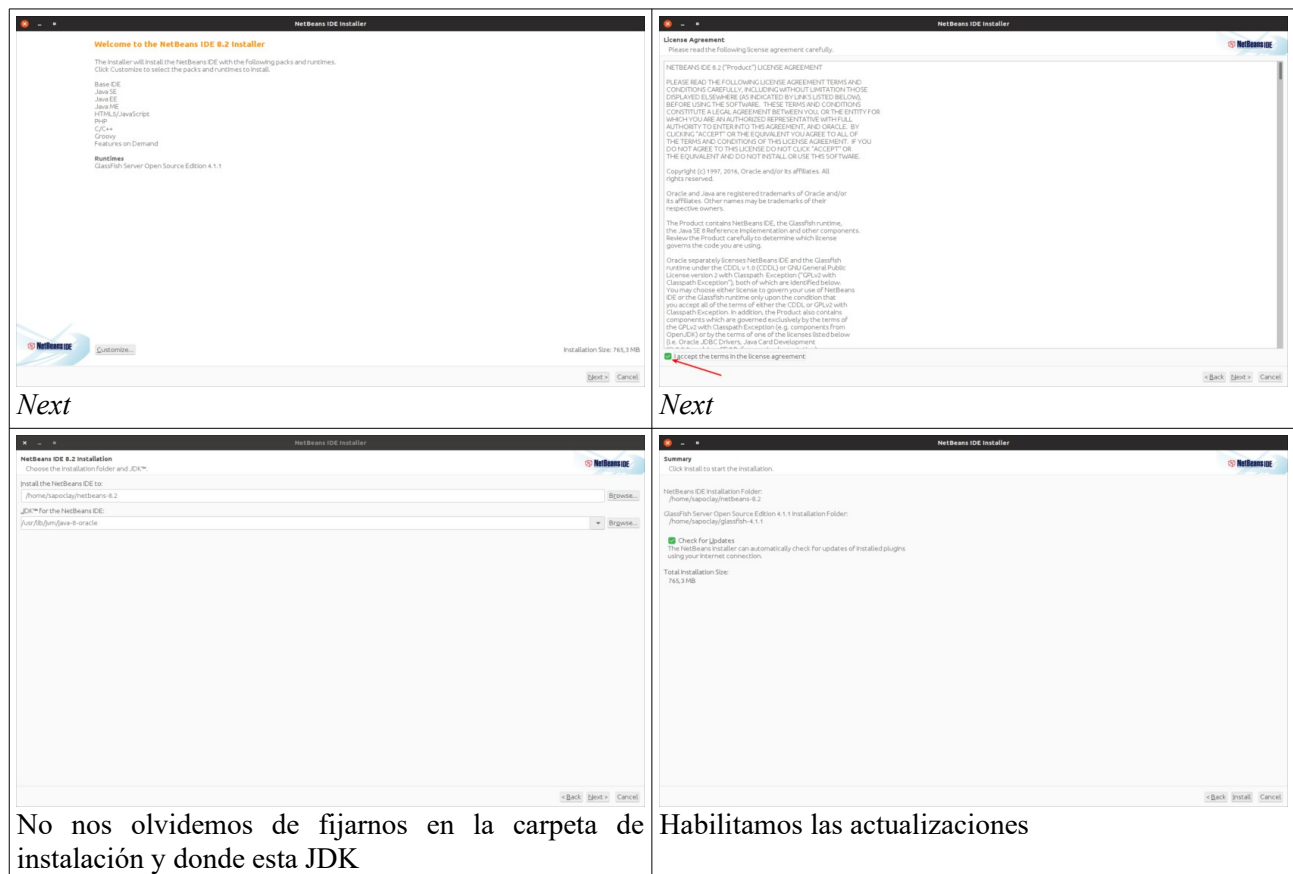 NetBeans IDE Installer
Welcome to the NetBeans IDE 8.2 Installer
The installer will install the NetBeans IDE with the following packs and runtimes.
Click Customize to select the packs and runtimes to install.
Base IDE
Java SE
Java EE
Java ME
HTML5/JavaScript
PHP
C/C++
Groovy
Features on Demand
Runtimes
GlassFish Server Open Source Edition 4.1.1
NetBeans IDE
Customize...
Installation Size: 765,3 MB
Next >
Cancel
Next
NetBeans IDE Installer
License Agreement
Please read the following license agreement carefully.
NetBeans IDE
NETBEANS IDE 8.2 ("Product") LICENSE AGREEMENT
PLEASE READ THE FOLLOWING LICENSE AGREEMENT TERMS AND
CONDITIONS CAREFULLY, INCLUDING WITHOUT LIMITATION THOSE
DISPLAYED ELSEWHERE (AS INDICATED BY LINKS LISTED BELOW),
BEFORE USING THE SOFTWARE. THESE TERMS AND CONDITIONS
CONSTITUTE A LEGAL AGREEMENT BETWEEN YOU, OR THE ENTITY FOR
WHICH YOU ARE AN AUTHORIZED REPRESENTATIVE WITH FULL
AUTHORITY TO ENTER INTO THIS AGREEMENT, AND ORACLE. BY
CLICKING "ACCEPT" OR THE EQUIVALENT YOU AGREE TO ALL OF
THE TERMS AND CONDITIONS OF THIS LICENSE AGREEMENT. IF YOU
DO NOT AGREE TO THIS LICENSE DO NOT CLICK "ACCEPT" OR
THE EQUIVALENT AND DO NOT INSTALL OR USE THIS SOFTWARE.
Copyright (c) 1997, 2016, Oracle and/or its affiliates. All
rights reserved.
Oracle and Java are registered trademarks of Oracle and/or
its affiliates. Other names may be trademarks of their
respective owners.
The Product contains NetBeans IDE, the Glassfish runtime,
the Java SE 8 Reference Implementation and other components.
Review the Product carefully to determine which license
governs the code you are using.
Oracle separately licenses NetBeans IDE and the Glassfish
runtime under the CDDL v 1.0 (CDDL) or GNU General Public
License version 2 with Classpath Exception ("GPLv2 with
Classpath Exception"), both of which are identified below.
You may choose either license to govern your use of NetBeans
IDE or the Glassfish runtime only upon the condition that
you accept all of the terms of either the CDDL or GPLv2 with
Classpath Exception. In addition, the Product also contains
components which are governed exclusively by the terms of
the GPLv2 with Classpath Exception (e.g. components from
OpenJDK) or by the terms of one of the licenses listed below
(i.e. Oracle JDBC Drivers, Java Card Development
I accept the terms in the license agreement
< Back
Next >
Cancel
Next
NetBeans IDE Installer
NetBeans IDE 8.2 Installation
Choose the installation folder and JDK™.
NetBeans IDE
Install the NetBeans IDE to:
/home/sapoclay/netbeans-8.2
Browse...
JDK™ for the NetBeans IDE:
/usr/lib/jvm/java-8-oracle
Browse...
< Back
Next >
Cancel
No nos olvidemos de fijarnos en la carpeta de
instalación y donde esta JDK
NetBeans IDE Installer
Summary
Click Install to start the installation.
NetBeans IDE
NetBeans IDE Installation Folder:
/home/sapoclay/netbeans-8.2
GlassFish Server Open Source Edition 4.1.1 Installation Folder:
/home/sapoclay/glassfish-4.1.1
Check for Updates
The NetBeans installer can automatically check for updates of installed plugins
using your internet connection.
Total Installation Size:
765,3 MB
< Back
Install
Cancel
Habilitamos las actualizaciones